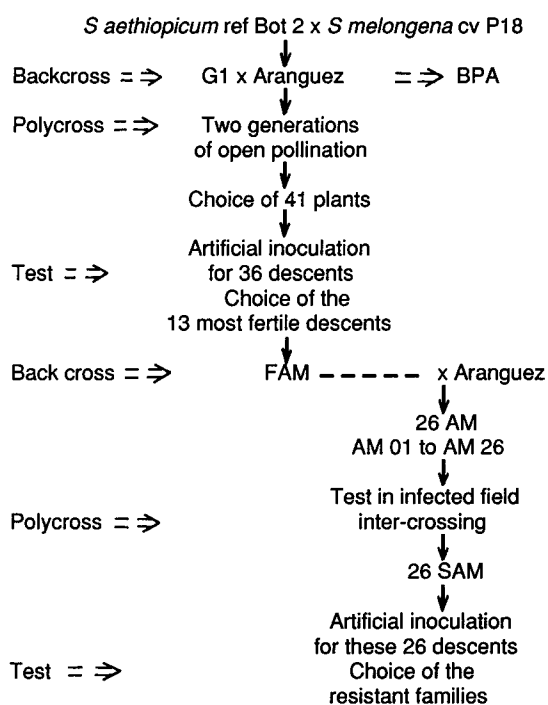 S aethiopicum ref Bot 2 x S melongena cv P18
Backcross ==> G1 x Aranguez ==> BPA
Polycross ==> Two generations
of open pollination
Choice of 41 plants
Artificial inoculation
Test ==> for 36 descents
Choice of the
13 most fertile descents
Back cross ==> FAM – – – – – x Aranguez
26 AM
AM 01 to AM 26
Test in infected field
Polycross ==> inter-crossing
26 SAM
Artificial inoculation
for these 26 descents
Test ==> Choice of the
resistant families